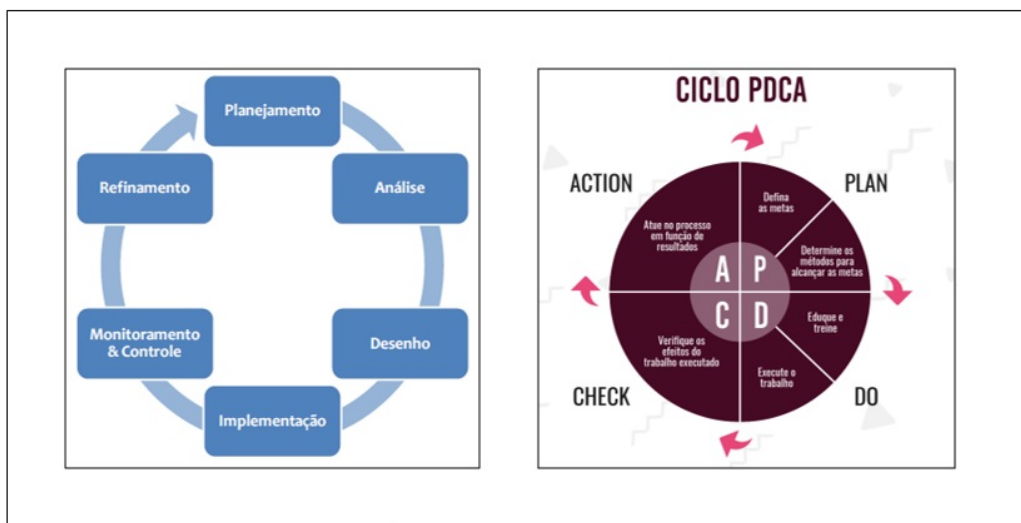 Planejamento
Análise
Desenho
Implementação
Monitoramento
& Controle
Refinamento
CICLO PDCA
ACTION
PLAN
Defina
as metas
Atue no processo
em função de
resultados
Determine os
métodos para
alcançar as metas
A P
C D
Eduque e
treine
Verifique os
efeitos do
trabalho executado
Execute o
trabalho
CHECK
DO